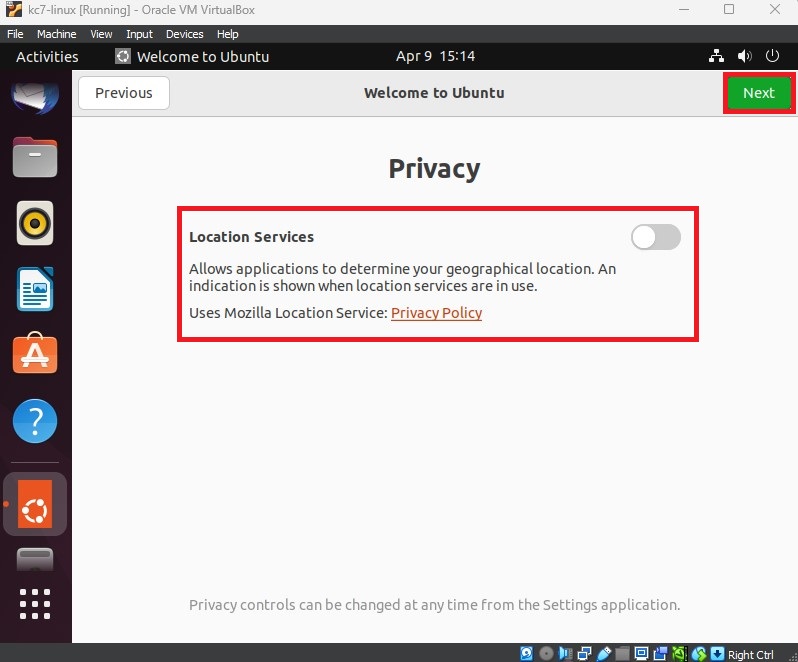 kc7-linux [Running] - Oracle VM VirtualBox
File Machine View Input Devices Help
Activities Welcome to Ubuntu Apr 9 15:14
Previous Welcome to Ubuntu Next
Privacy
Location Services
Allows applications to determine your geographical location. An
indication is shown when location services are in use.
Uses Mozilla Location Service: Privacy Policy
Privacy controls can be changed at any time from the Settings application.
Right Ctrl